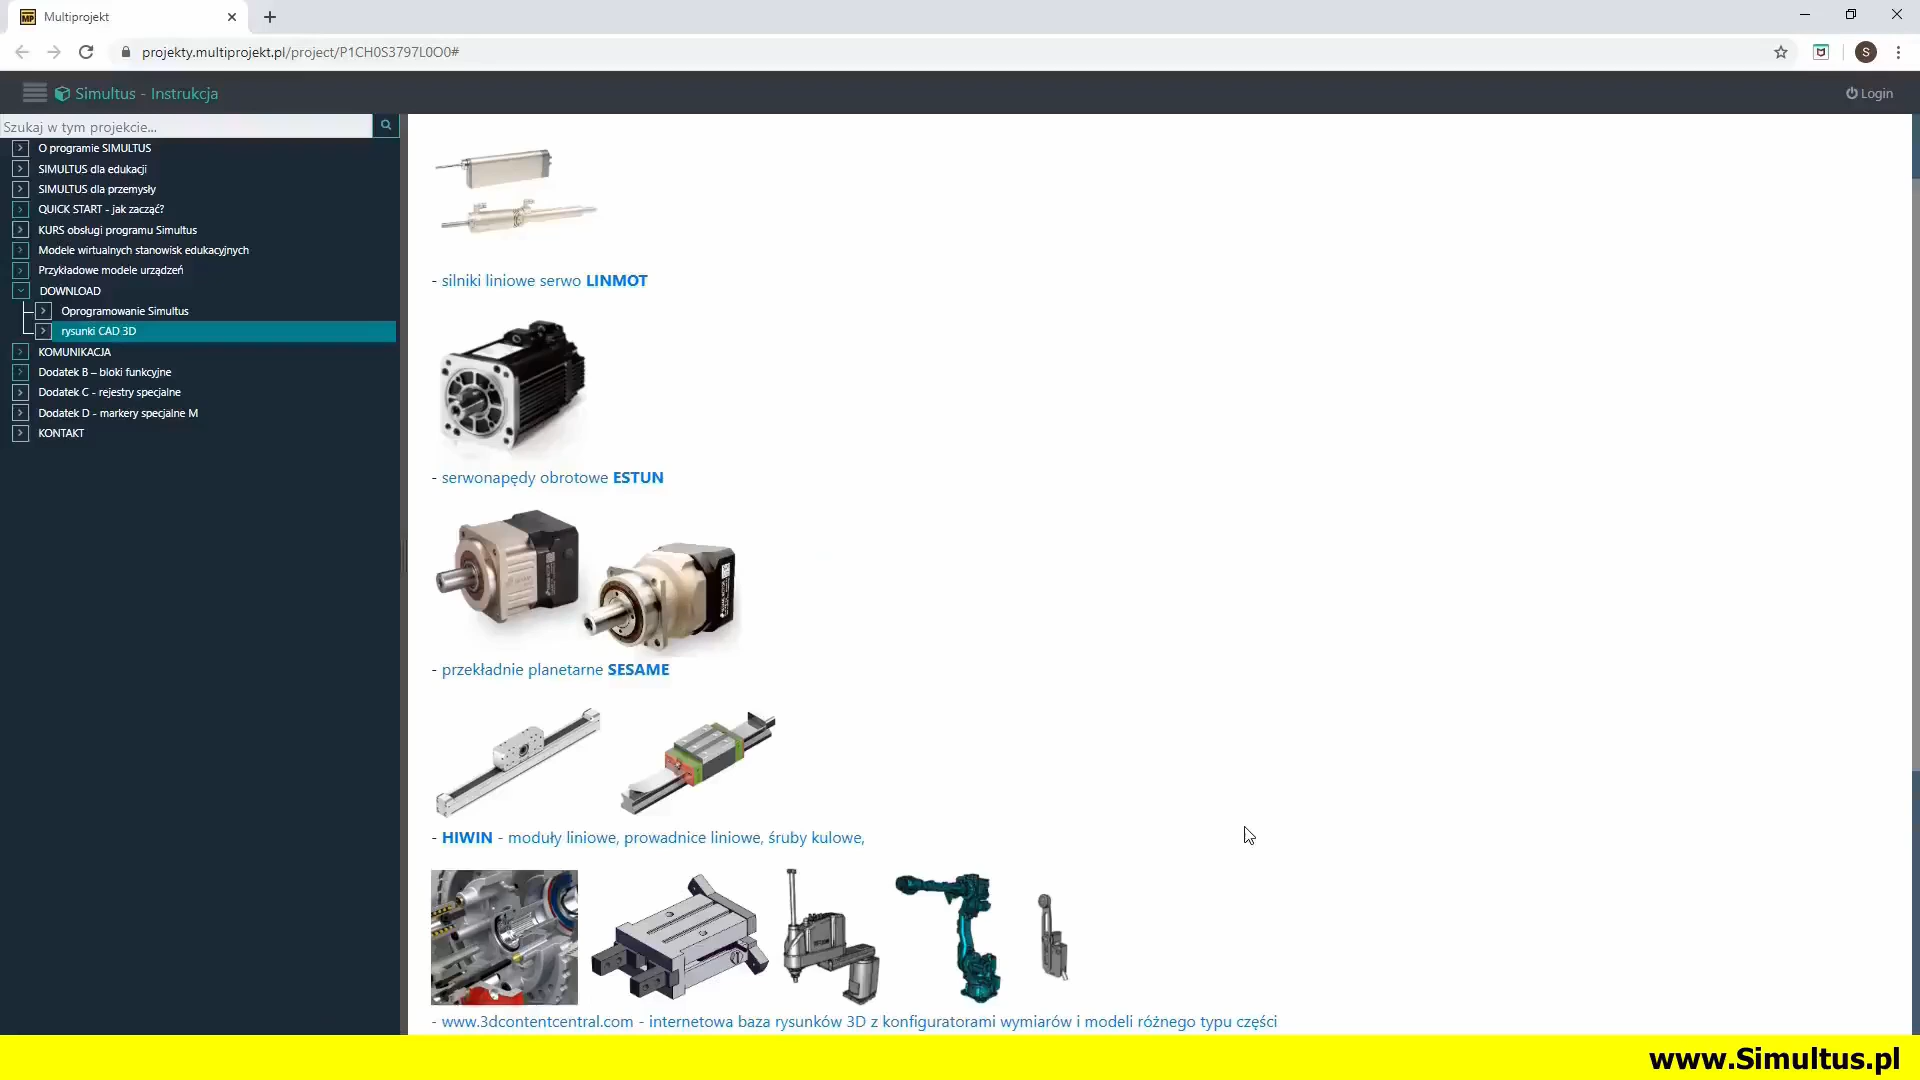 MP Multiprojekt
projekty.multiprojekt.pl/project/P1CH0S3797L0O0#
S
Simultus - Instrukcja
Login
Szukaj w tym projekcie...
O programie SIMULTUS
SIMULTUS dla edukacji
SIMULTUS dla przemysły
QUICK START - jak zacząć?
KURS obsługi programu Simultus
Modele wirtualnych stanowisk edukacyjnych
Przykładowe modele urządzeń
DOWNLOAD
Oprogramowanie Simultus
rysunki CAD 3D
KOMUNIKACJA
Dodatek B – bloki funkcyjne
Dodatek C - rejestry specjalne
Dodatek D - markery specjalne M
KONTAKT
- silniki liniowe serwo LINMOT
- serwonapędy obrotowe ESTUN
- przekładnie planetarne SESAME
- HIWIN - moduły liniowe, prowadnice liniowe, śruby kulowe,
- www.3dcontentcentral.com - internetowa baza rysunków 3D z konfiguratorami wymiarów i modeli różnego typu części
www.Simultus.pl